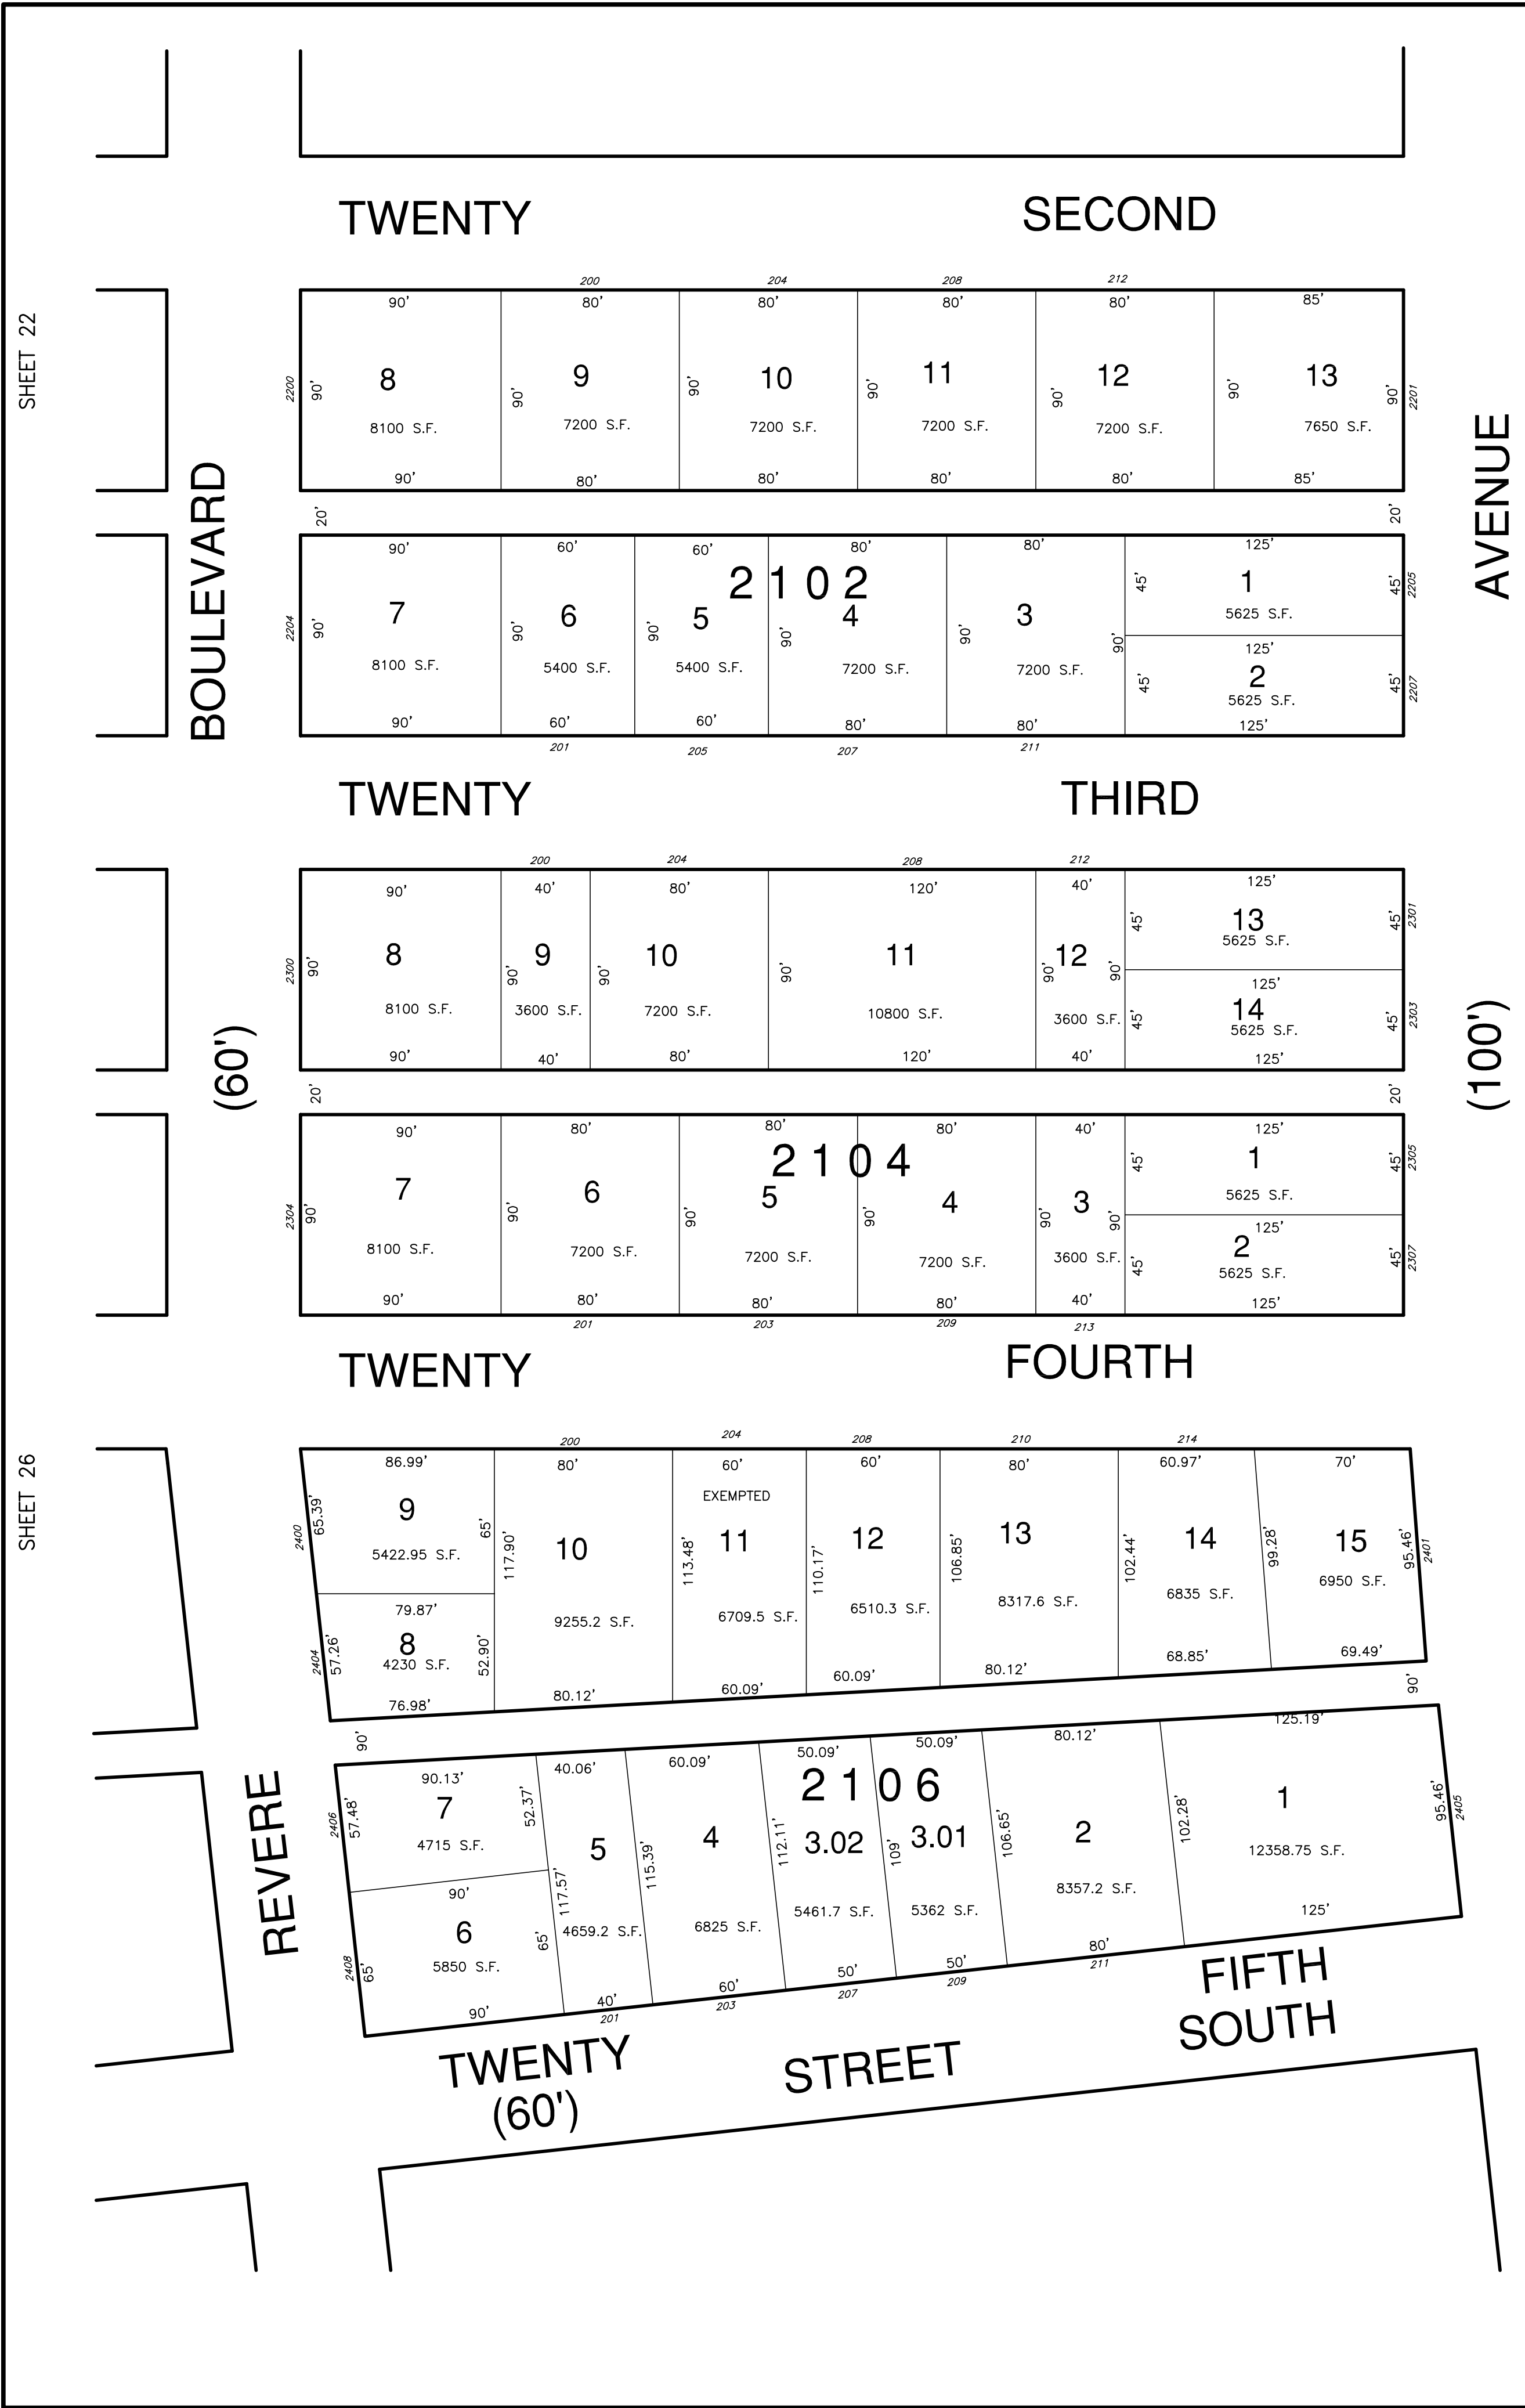 TWENTY SECOND
SHEET 22
200 204 208 212
90' 80' 80' 80' 80' 85'
2200 90' 8 90' 9 90' 10 90' 11 90' 12 90' 13 90' 2201
8100 S.F. 7200 S.F. 7200 S.F. 7200 S.F. 7200 S.F. 7650 S.F.
90' 80' 80' 80' 80' 85'
BOULEVARD
AVENUE
20' 20'
90' 60' 60' 80' 80' 125'
2102
45' 1 45' 2205
5625 S.F.
2204 90' 7 90' 6 90' 5 90' 4 90' 3 90'
125'
8100 S.F. 5400 S.F. 5400 S.F. 7200 S.F. 7200 S.F.
45' 2 45' 2207
5625 S.F.
90' 60' 60' 80' 80' 125'
201 205 207 211
TWENTY THIRD
200 204 208 212
90' 40' 80' 120' 40' 125'
45' 13 45' 2301
5625 S.F.
2300 90' 8 90' 9 90' 10 90' 11 90' 12 90'
125'
8100 S.F. 3600 S.F. 7200 S.F. 10800 S.F. 3600 S.F.
45' 14 45' 2303
5625 S.F.
90' 40' 80' 120' 40' 125'
(60') (100')
20' 20'
90' 80' 80' 80' 40' 125'
2104
45' 1 45' 2305
5625 S.F.
2304 90' 7 90' 6 90' 5 90' 4 90' 3 90'
125'
8100 S.F. 7200 S.F. 7200 S.F. 7200 S.F. 3600 S.F.
45' 2 45' 2307
5625 S.F.
90' 80' 80' 80' 40' 125'
201 203 209 213
TWENTY FOURTH
SHEET 26
200 204 208 210 214
86.99' 80' 60' 60' 80' 60.97' 70'
EXEMPTED
2400 65.39' 9 65' 117.90' 10 113.48' 11 110.17' 12 106.85' 13 102.44' 14 99.28' 15 95.46' 2401
5422.95 S.F. 9255.2 S.F. 6709.5 S.F. 6510.3 S.F. 8317.6 S.F. 6835 S.F. 6950 S.F.
79.87'
2404 57.26' 8 52.90'
4230 S.F.
76.98' 80.12' 60.09' 60.09' 80.12' 68.85' 69.49'
90' 90'
90.13' 40.06' 60.09' 50.09' 50.09' 80.12' 125.19'
2106
2406 57.48' 7 52.37'
4715 S.F.
117.57' 5 115.39' 4 112.11' 3.02 109' 3.01 106.65' 2 102.28' 1 95.46' 2405
4659.2 S.F. 6825 S.F. 5461.7 S.F. 5362 S.F. 8357.2 S.F. 12358.75 S.F.
90'
2408 65' 6 65'
5850 S.F.
90' 40' 60' 50' 50' 80' 125'
201 203 207 209 211
REVERE
TWENTY STREET FIFTH
(60') SOUTH